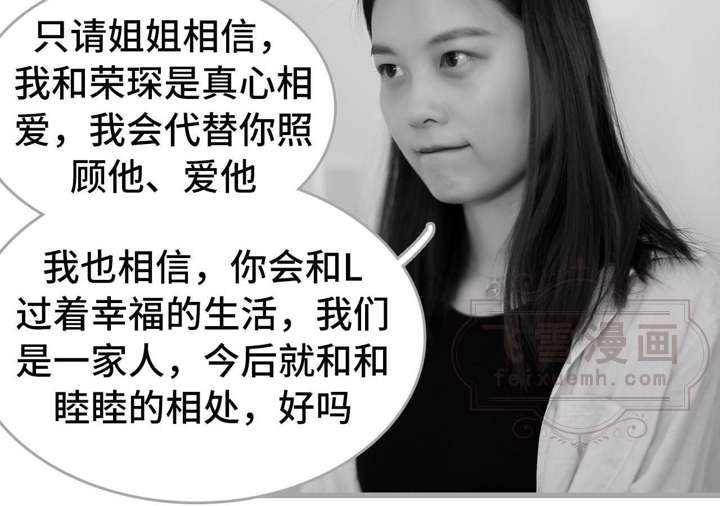 只请姐姐相信，
我和荣琛是真心相
爱，我会代替你照
顾他、爱他
我也相信，你会和L
过着幸福的生活，我们
是一家人，今后就和和
睦睦的相处，好吗
飞雪漫画
feixuemh.com